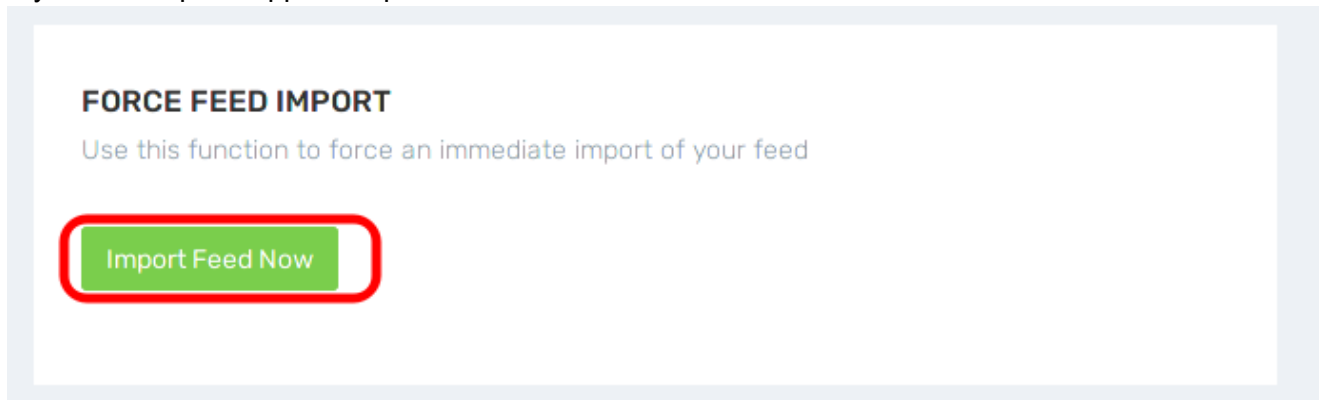 FORCE FEED IMPORT
Use this function to force an immediate import of your feed
Import Feed Now